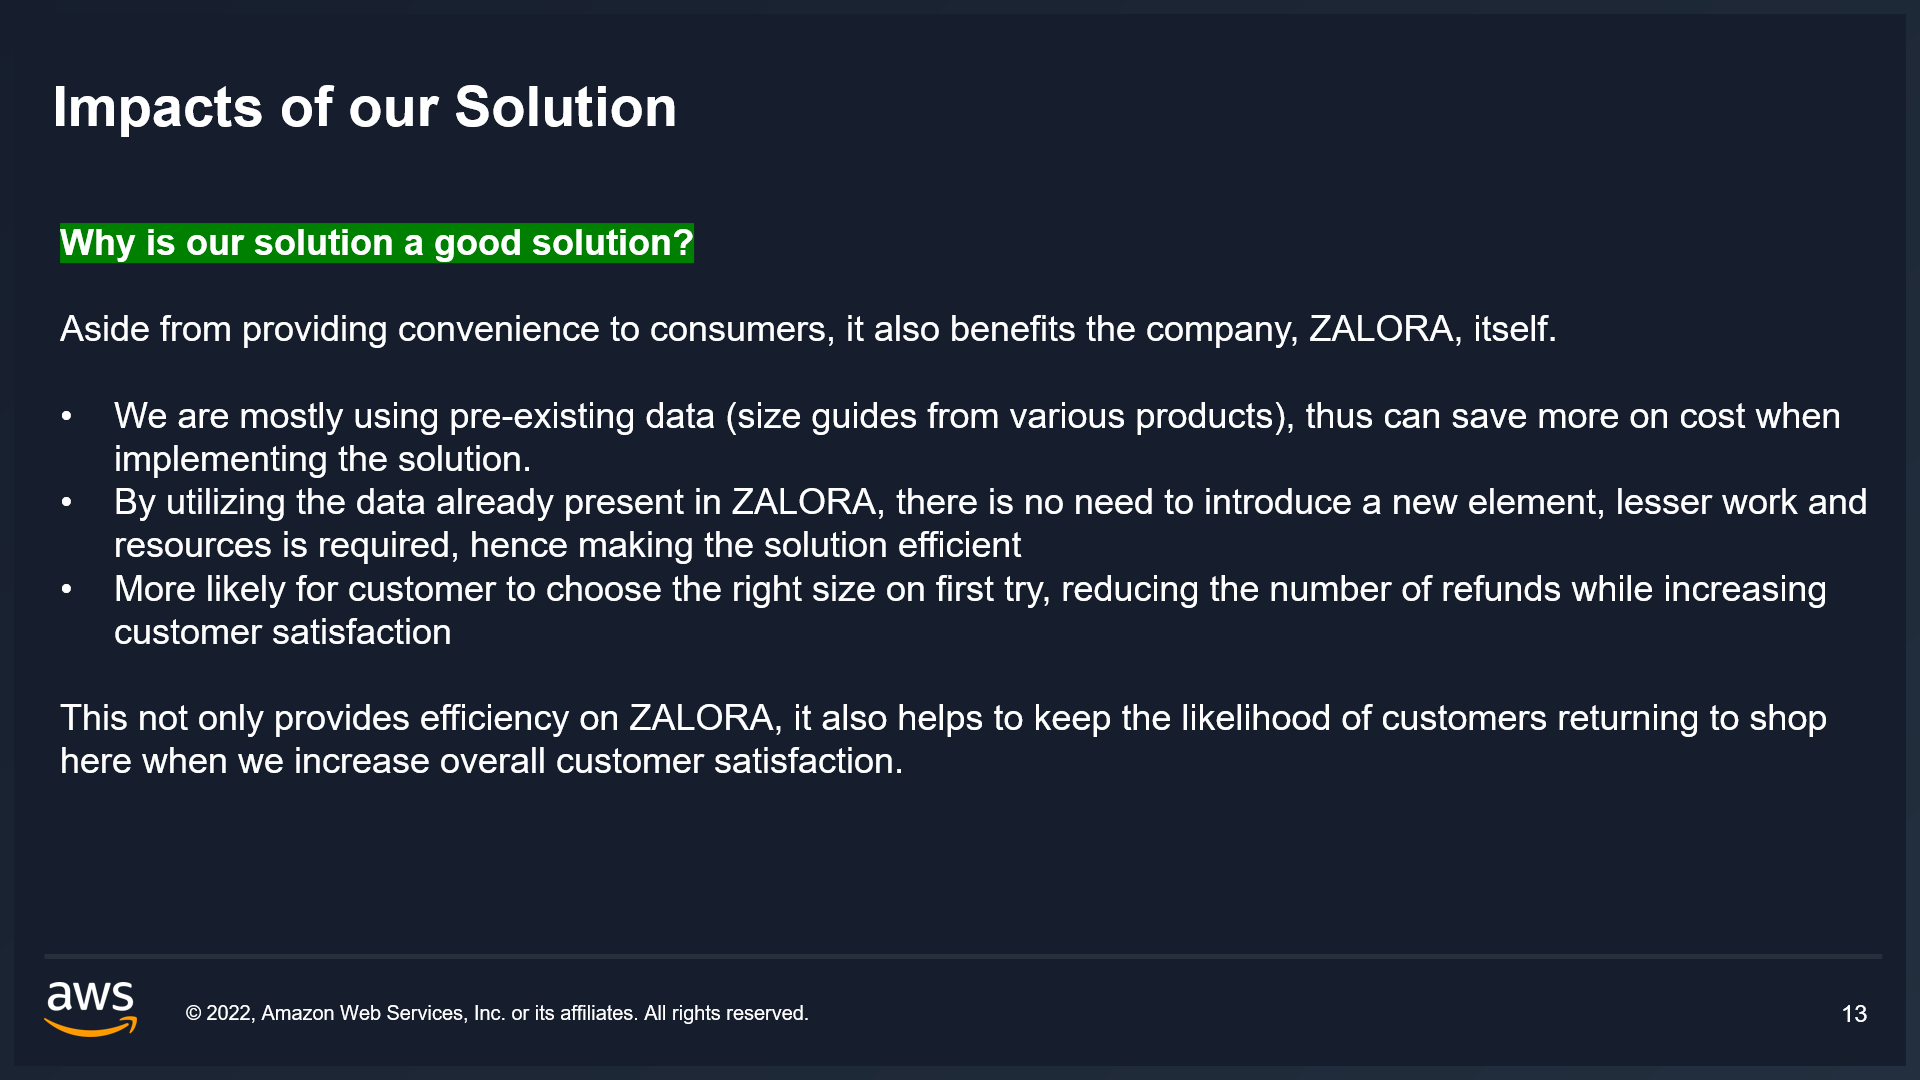 Impacts of our Solution
Why is our solution a good solution?
Aside from providing convenience to consumers, it also benefits the company, ZALORA, itself.
• We are mostly using pre-existing data (size guides from various products), thus can save more on cost when
implementing the solution.
• By utilizing the data already present in ZALORA, there is no need to introduce a new element, lesser work and
resources is required, hence making the solution efficient
• More likely for customer to choose the right size on first try, reducing the number of refunds while increasing
customer satisfaction
This not only provides efficiency on ZALORA, it also helps to keep the likelihood of customers returning to shop
here when we increase overall customer satisfaction.
aws
© 2022, Amazon Web Services, Inc. or its affiliates. All rights reserved.
13